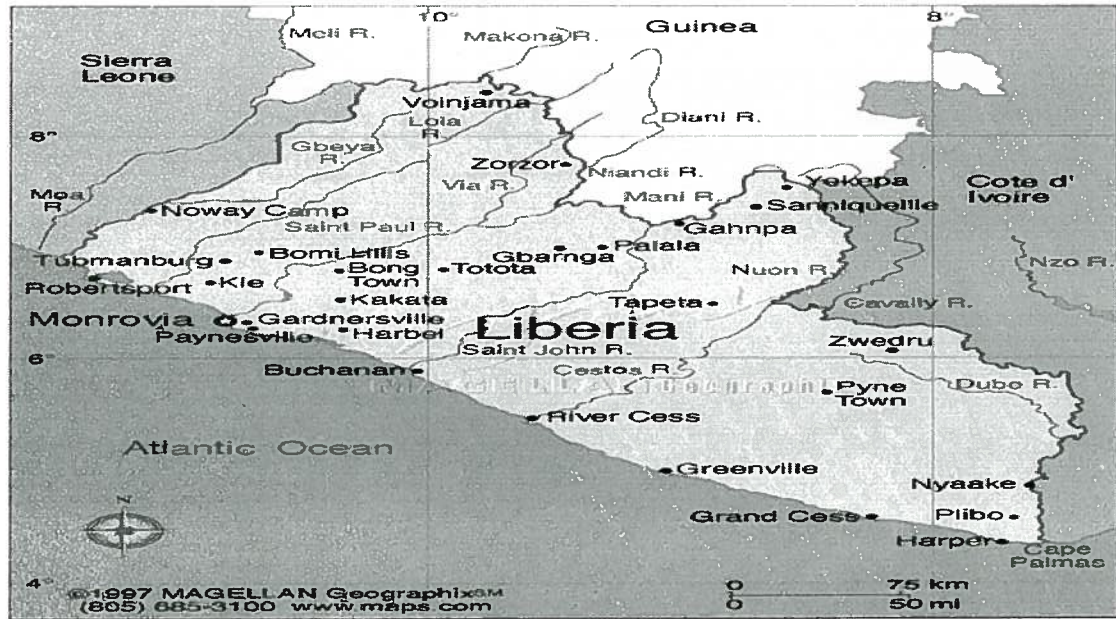 10°
8°
Meli R.
Makona R.
Guinea
Sierra
Leone
Voinjama
Lola
R.
Diani R.
8°
Gbeya
R.
Zorzor
Niandi R.
Via R.
Mani R.
Yekepa
Cote d'
Ivoire
Moa
R.
Noway Camp
Sanniquellie
Saint Paul R.
Gahnpa
Bomi Hills
Gbarnga
Palala
Tubmanburg
Bong
Town
Totota
Nuon R.
Nzo R.
Robertsport
Kle
Kakata
Tapeta
Cavally R.
Monrovia
Gardnersville
Liberia
Paynesville
Harbel
Zwedru
Saint John R.
6°
Buchanan
Cestos R.
Pyne
Town
Dubo R.
River Cess
Atlantic Ocean
Greenville
Nyaake
N
Grand Cess
Plibo
Harper
Cape
Palmas
4°
©1997 MAGELLAN GeographixSM
(805) 685-3100 www.maps.com
0 75 km
0 50 mi